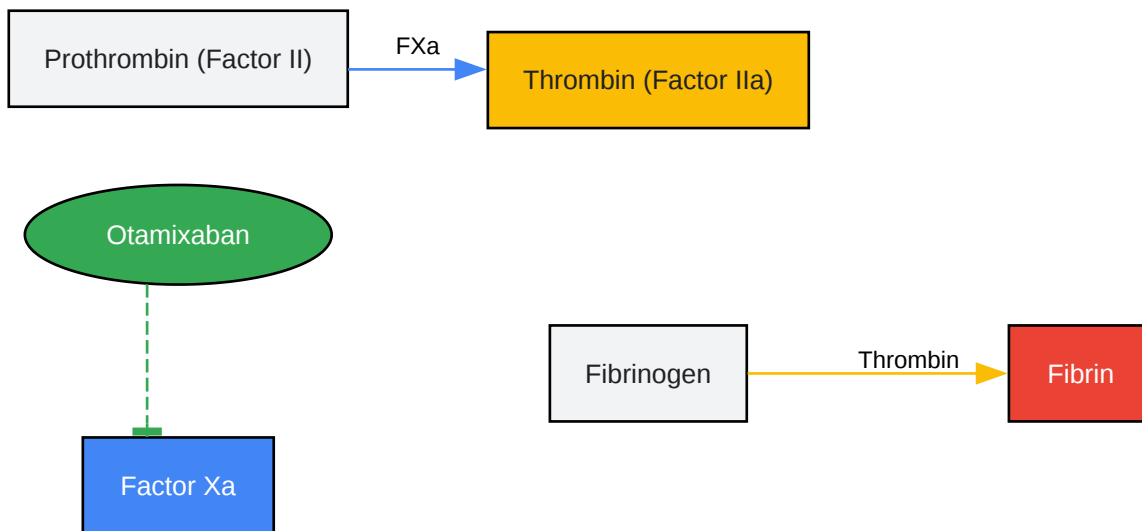 FXa
Prothrombin (Factor II)
Thrombin (Factor IIa)
Otamixaban
Thrombin
Fibrinogen
Fibrin
Factor Xa